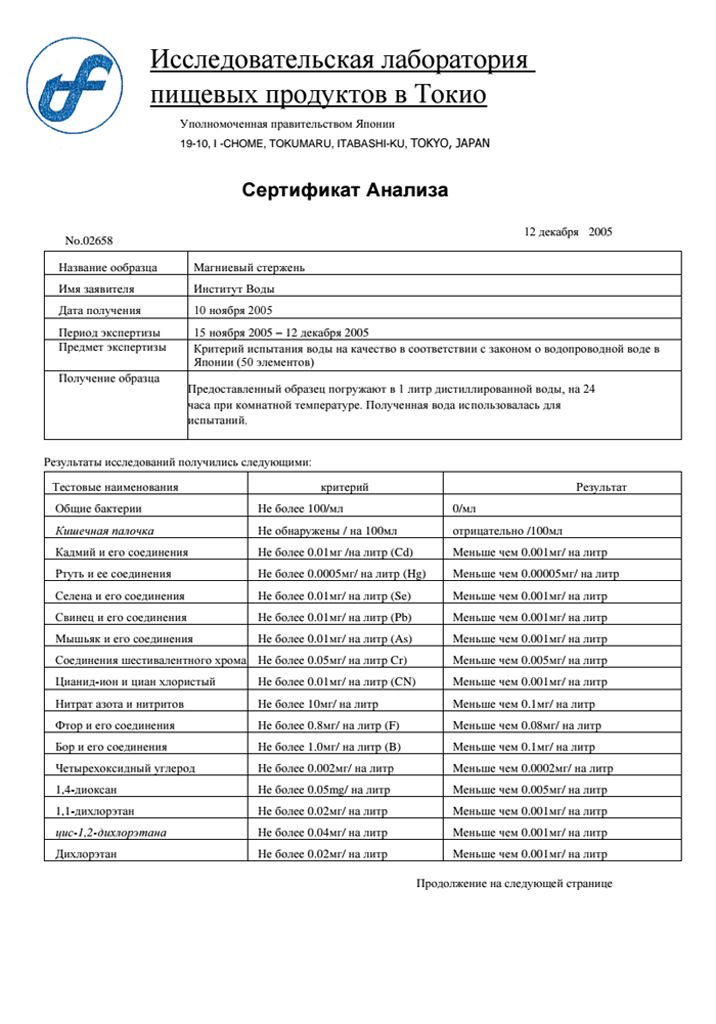 Исследовательская лаборатория
пищевых продуктов в Токио
Уполномоченная правительством Японии
19-10, I -CHOME, TOKUMARU, ITABASHI-KU, TOKYO, JAPAN
Сертификат Анализа
12 декабря 2005
No.02658
Название ообразца Магниевый стержень
Имя заявителя Институт Воды
Дата получения 10 ноября 2005
Период экспертизы 15 ноября 2005 – 12 декабря 2005
Предмет экспертизы Критерий испытания воды на качество в соответствии с законом о водопроводной воде в
Японии (50 элементов)
Получение образца
Предоставленный образец погружают в 1 литр дистиллированной воды, на 24
часа при комнатной температуре. Полученная вода использовалась для
испытаний.
Результаты исследований получились следующими:
Тестовые наименования критерий Результат
Общие бактерии Не более 100/мл 0/мл
Кишечная палочка Не обнаружены / на 100мл отрицательно /100мл
Кадмий и его соединения Не более 0.01мг /на литр (Cd) Меньше чем 0.001мг/ на литр
Ртуть и ее соединения Не более 0.0005мг/ на литр (Hg) Меньше чем 0.00005мг/ на литр
Селена и его соединения Не более 0.01мг/ на литр (Se) Меньше чем 0.001мг/ на литр
Свинец и его соединения Не более 0.01мг/ на литр (Pb) Меньше чем 0.001мг/ на литр
Мышьяк и его соединения Не более 0.01мг/ на литр (As) Меньше чем 0.001мг/ на литр
Соединения шестивалентного хрома Не более 0.05мг/ на литр Cr) Меньше чем 0.005мг/ на литр
Цианид-ион и циан хлористый Не более 0.01мг/ на литр (CN) Меньше чем 0.001мг/ на литр
Нитрат азота и нитритов Не более 10мг/ на литр Меньше чем 0.1мг/ на литр
Фтор и его соединения Не более 0.8мг/ на литр (F) Меньше чем 0.08мг/ на литр
Бор и его соединения Не более 1.0мг/ на литр (B) Меньше чем 0.1мг/ на литр
Четырехоксидный углерод Не более 0.002мг/ на литр Меньше чем 0.0002мг/ на литр
1,4-диоксан Не более 0.05mg/ на литр Меньше чем 0.005мг/ на литр
1,1-дихлорэтан Не более 0.02мг/ на литр Меньше чем 0.001мг/ на литр
цис-1,2-дихлорэтана Не более 0.04мг/ на литр Меньше чем 0.001мг/ на литр
Дихлорэтан Не более 0.02мг/ на литр Меньше чем 0.001мг/ на литр
Продолжение на следующей странице